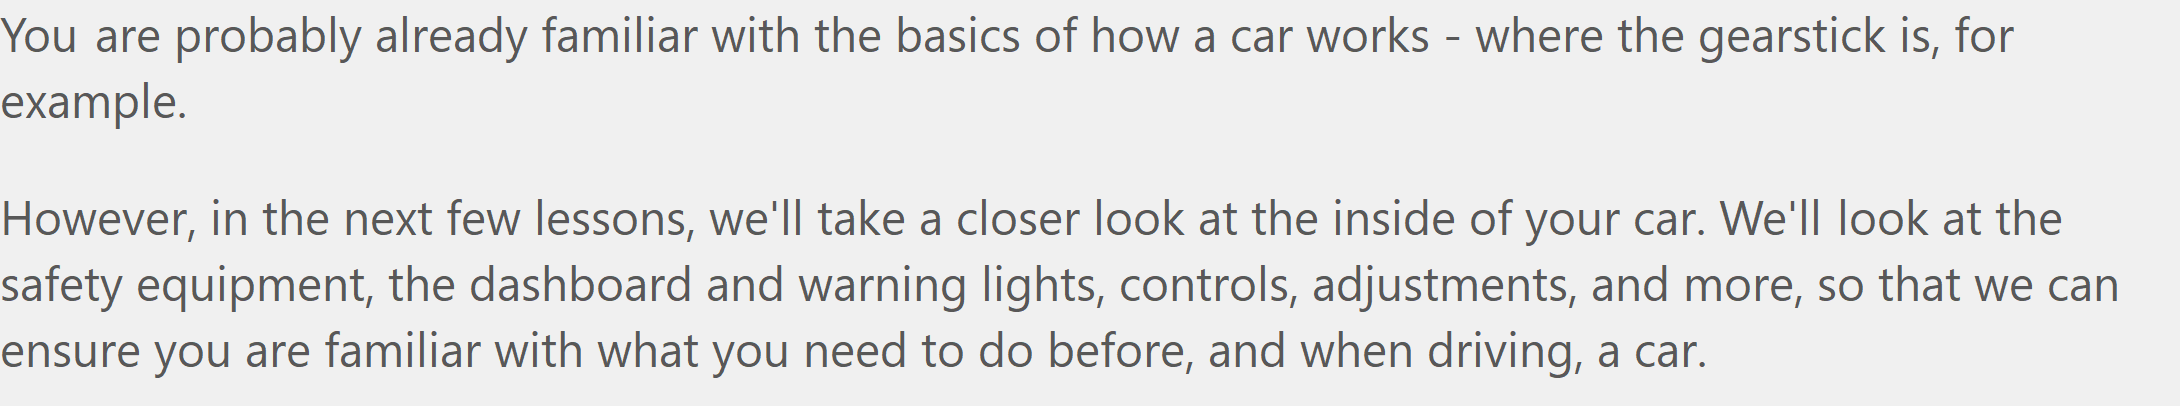 You are probably already familiar with the basics of how a car works - where the gearstick is, for
example.
However, in the next few lessons, we'll take a closer look at the inside of your car. We'll look at the
safety equipment, the dashboard and warning lights, controls, adjustments, and more, so that we can
ensure you are familiar with what you need to do before, and when driving, a car.